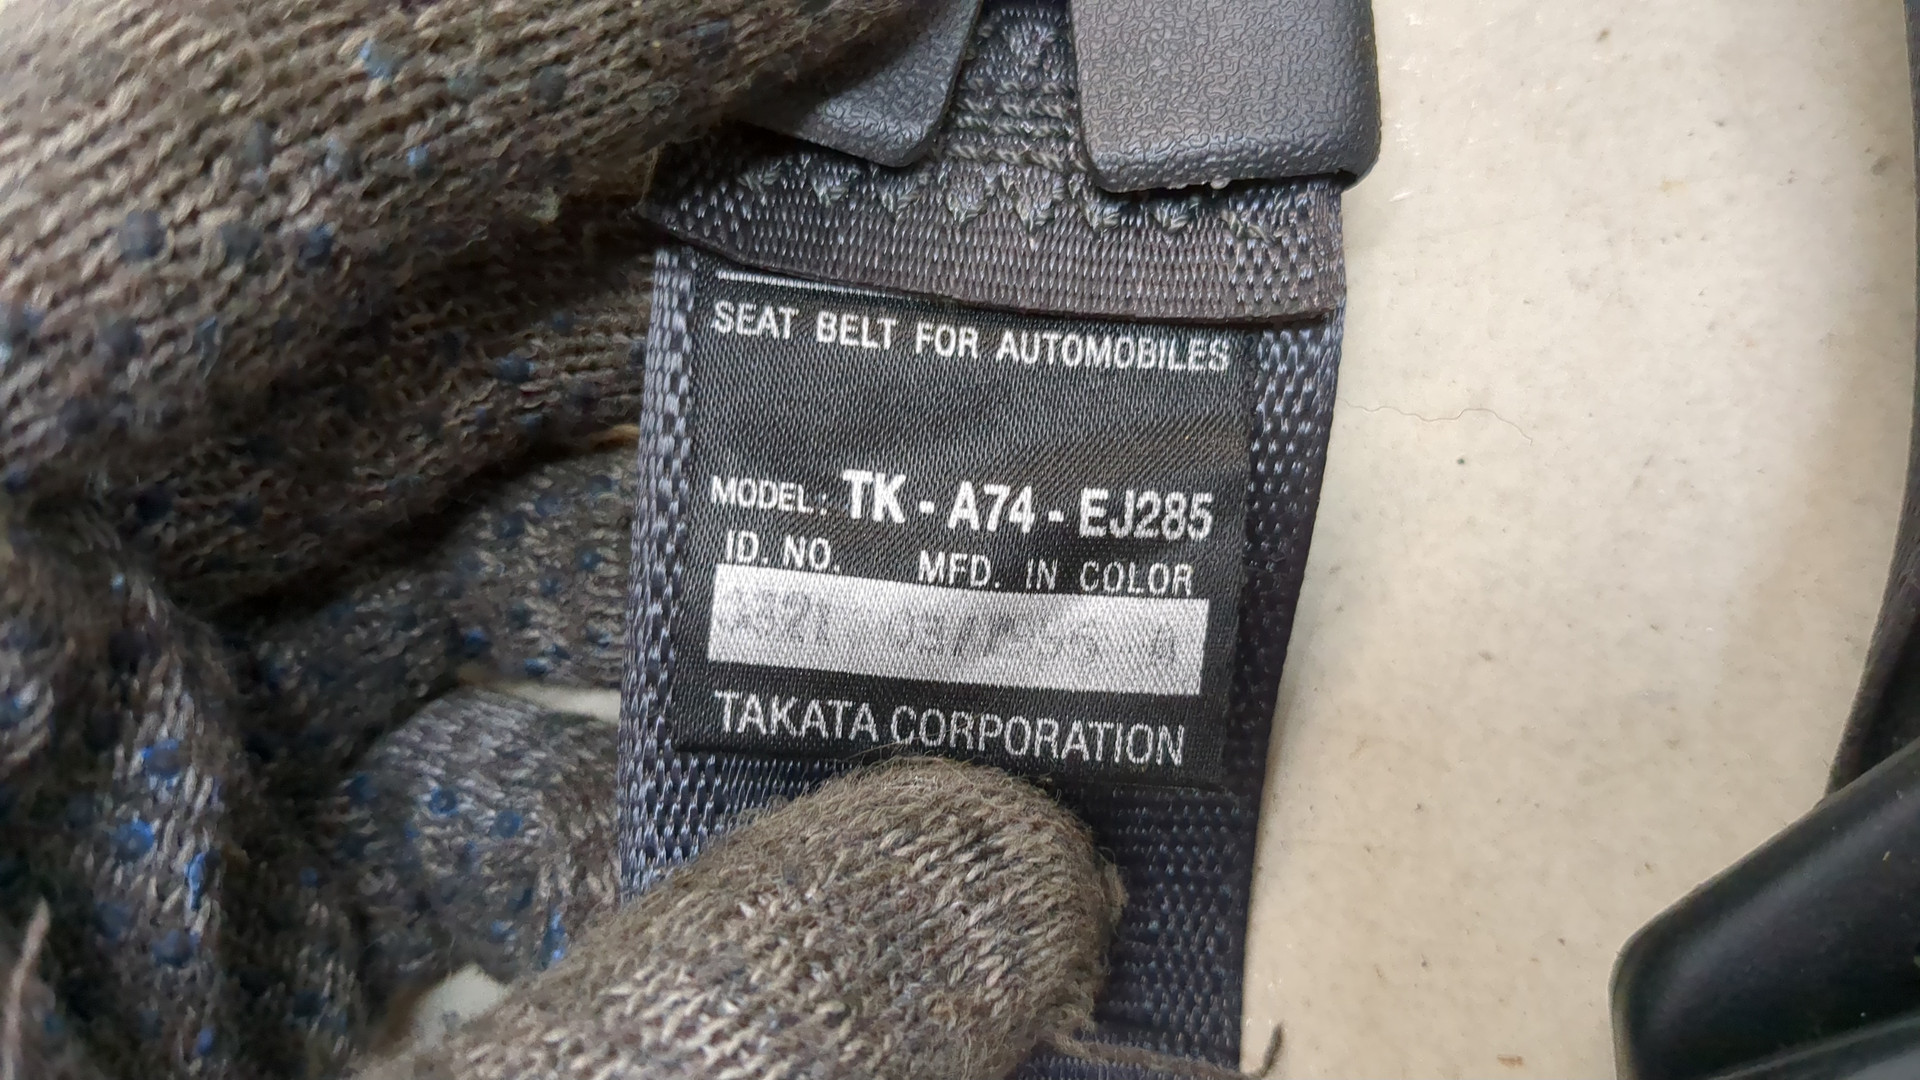 SEAT BELT FOR AUTOMOBILES
MODEL: TK - A74 - EJ285
ID. NO. MFD. IN COLOR
TAKATA CORPORATION